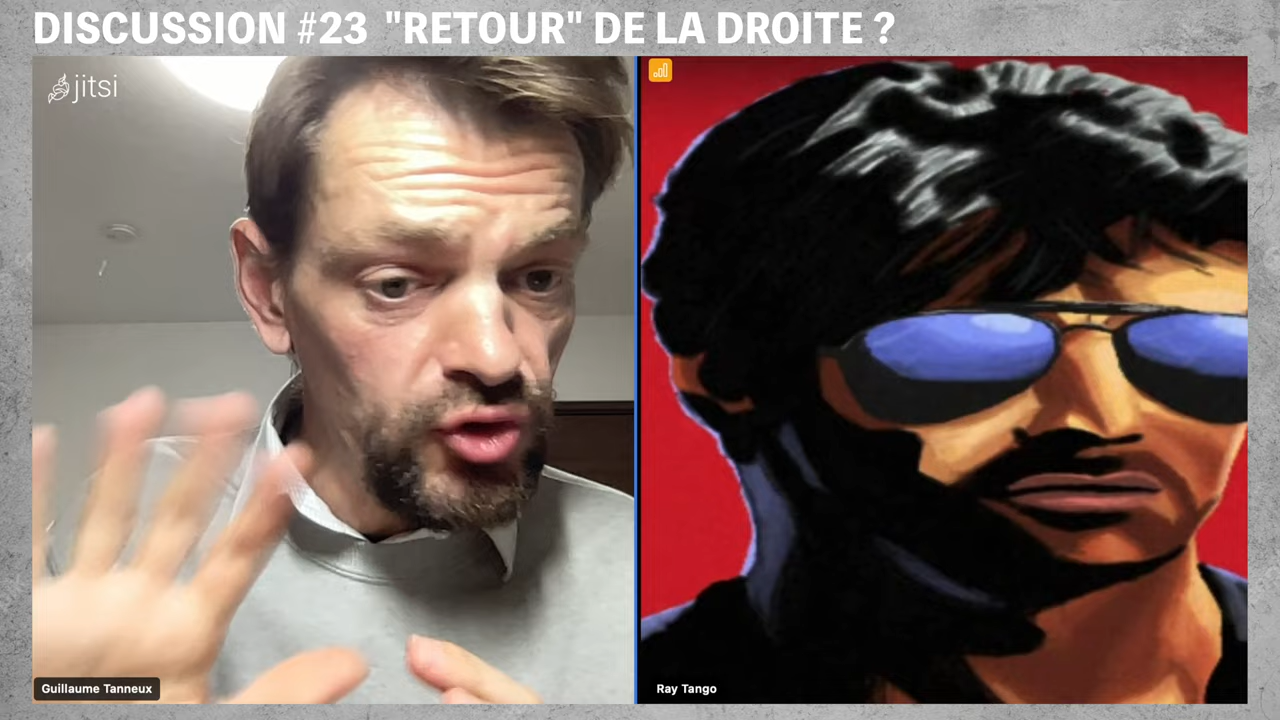 DISCUSSION #23 "RETOUR" DE LA DROITE ?
jitsi
Guillaume Tanneux
Ray Tango